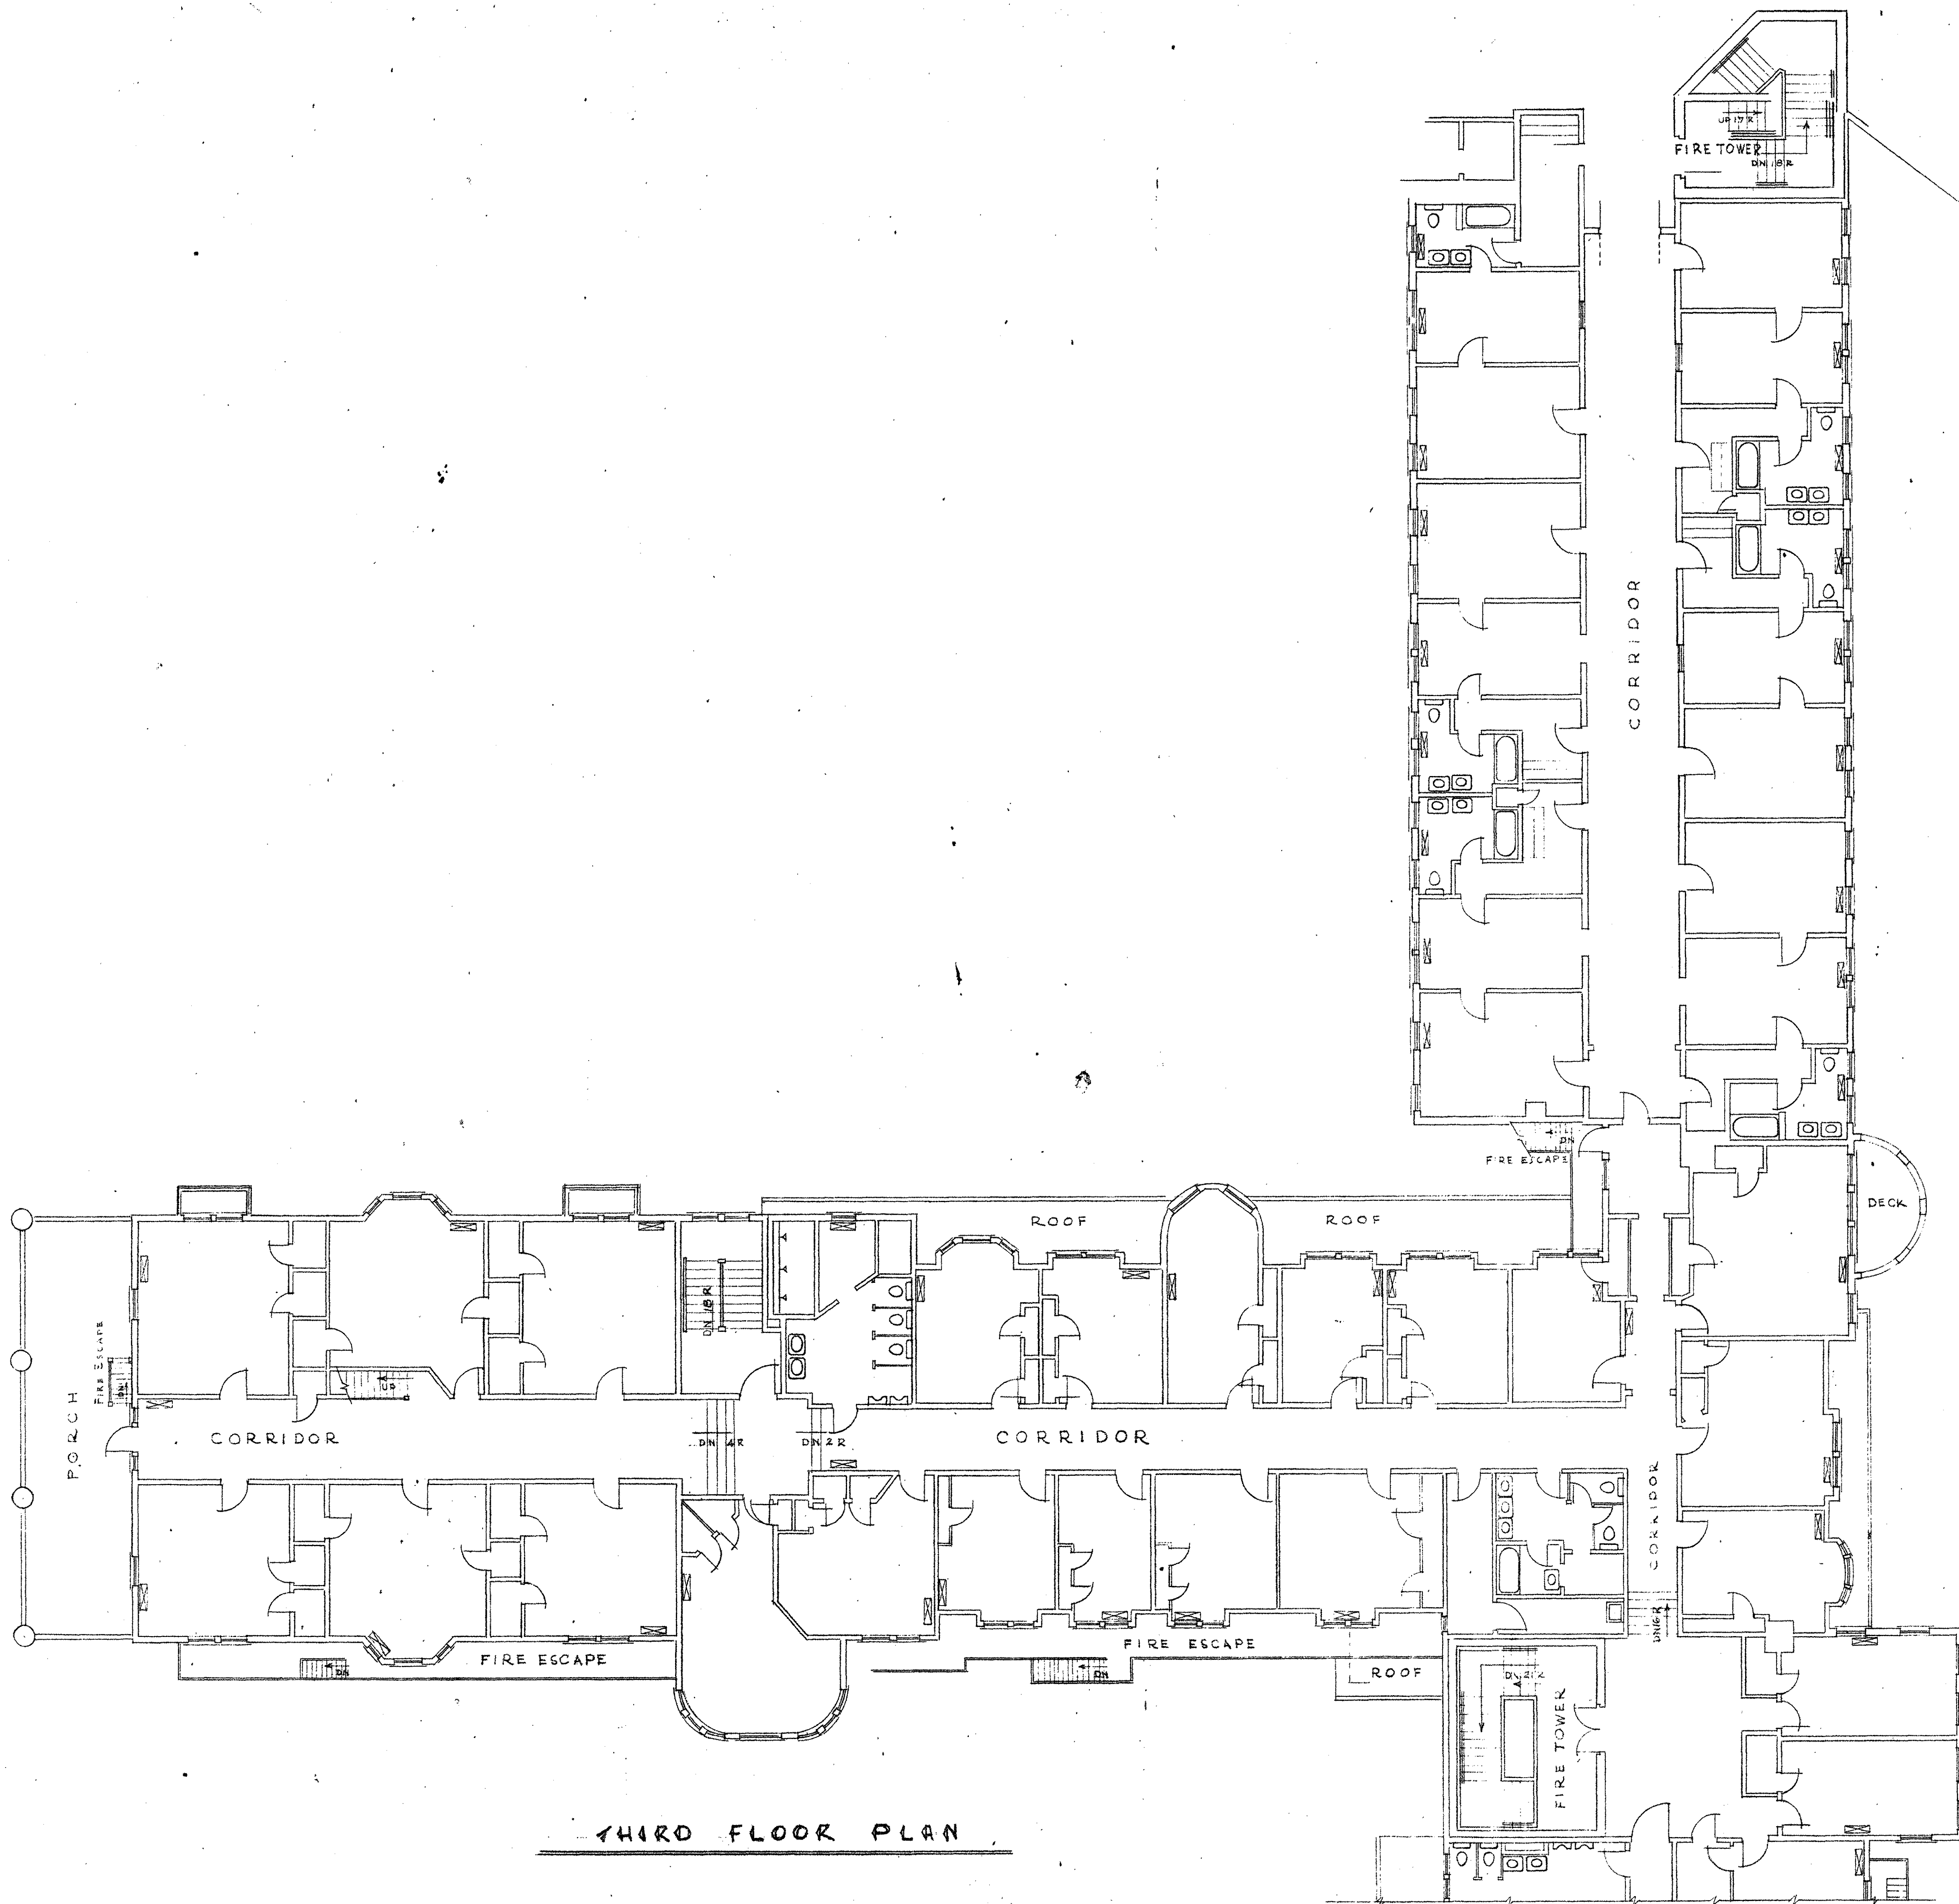 UP 17 R
FIRE TOWER
DN 18 R
CORRIDOR
DN
FIRE ESCAPE
DECK
ROOF
ROOF
DN 18 R
FIRE ESCAPE
DN
UP
PORCH
CORRIDOR
DN 4 R
DN 2 R
CORRIDOR
CORRIDOR
DN 6 R
FIRE ESCAPE
DN
FIRE ESCAPE
DN
ROOF
DN 21 R
FIRE TOWER
THIRD FLOOR PLAN